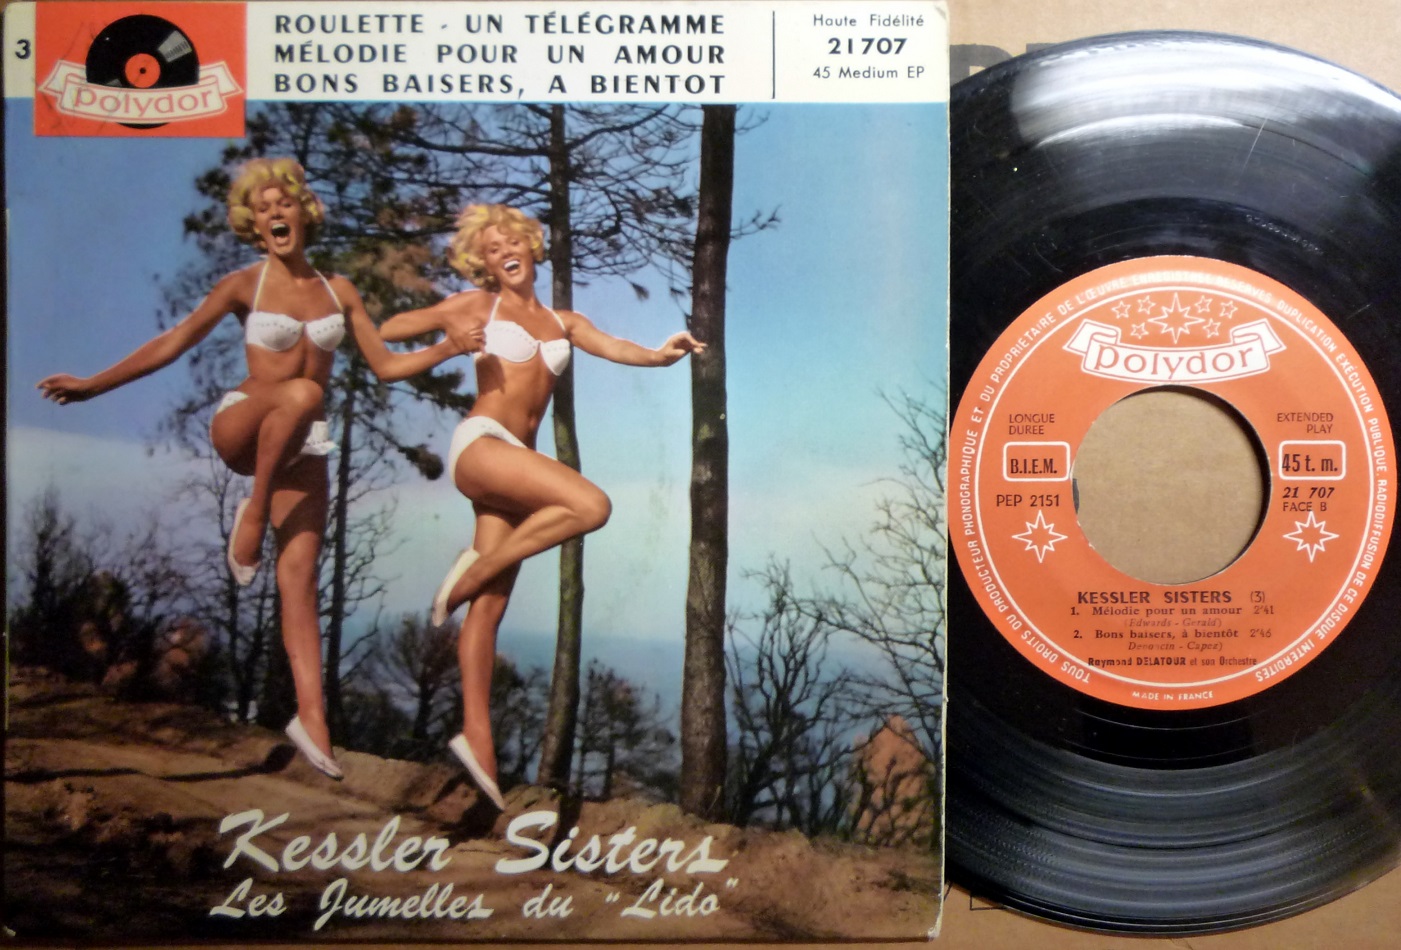 3
polydor
ROULETTE - UN TÉLÉGRAMME
MÉLODIE POUR UN AMOUR
BONS BAISERS, A BIENTOT
Haute Fidélité
21707
45 Medium EP
Kessler Sisters
Les Jumelles du "Lido"
TOUS DROITS DU PRODUCTEUR PHONOGRAPHIQUE ET DU PROPRIETAIRE DE L'ŒUVRE ENREGISTREE RESERVES. DUPLICATION EXECUTION PUBLIQUE, RADIODIFFUSION DE CE DISQUE INTERDITES
polydor
LONGUE DUREE
EXTENDED PLAY
B.I.E.M.
45 t. m.
PEP 2151
21 707
FACE B
KESSLER SISTERS (3)
1. Mélodie pour un amour 2'41
(Edwards - Gerald)
2. Bons baisers, à bientôt 2'46
Raymond DELATOUR et son Orchestre
MADE IN FRANCE